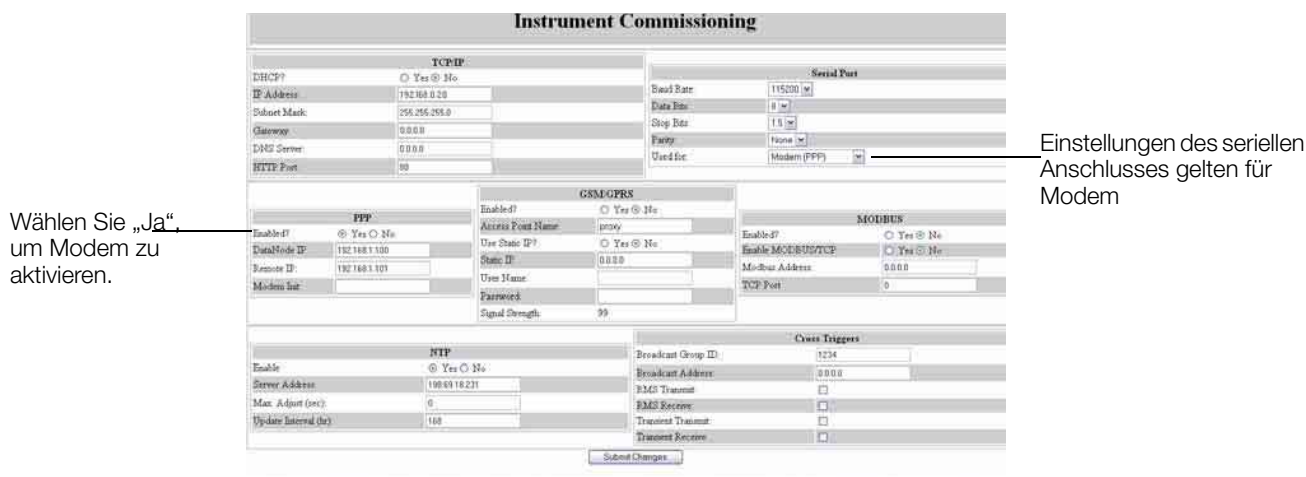 Instrument Commissioning
TCP/IP
DHCP? Yes No
IP Address: 192.168.0.20
Subnet Mask: 255.255.255.0
Gateway: 0.0.0.0
DNS Server: 0.0.0.0
HTTP Port: 80
Serial Port
Baud Rate 115200
Data Bits: 8
Stop Bits: 1.5
Parity: None
Used for: Modem (PPP)
Einstellungen des seriellen
Anschlusses gelten für
Modem
Wählen Sie „Ja“,
um Modem zu
aktivieren.
PPP
Enabled? Yes No
DataNode IP: 192.168.1.100
Remote IP: 192.168.1.101
Modem Init:
GSM/GPRS
Enabled? Yes No
Access Point Name: proxy
Use Static IP? Yes No
Static IP: 0.0.0.0
User Name:
Password:
Signal Strength: 99
MODBUS
Enabled? Yes No
Enable MODBUS/TCP Yes No
Modbus Address: 0.0.0.0
TCP Port 0
NTP
Enable Yes No
Server Address: 198.69.18.231
Max. Adjust (sec): 0
Update Interval (hr): 168
Cross Triggers
Broadcast Group ID: 1234
Broadcast Address: 0.0.0.0
RMS Transmit
RMS Receive:
Transient Transmit:
Transient Receive
Submit Changes